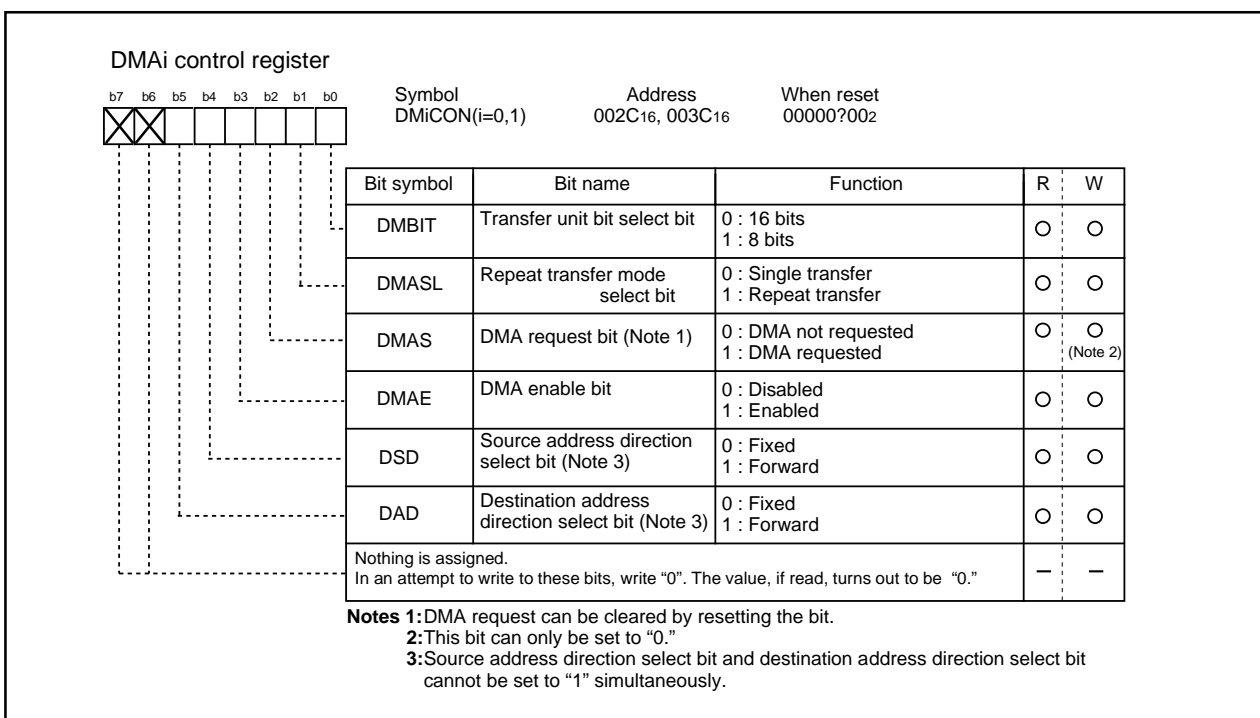 DMAi control register
b7 b6 b5 b4 b3 b2 b1 b0
Symbol Address When reset
DMiCON(i=0,1) 002C16, 003C16 00000?002
Bit symbol Bit name Function R W
DMBIT Transfer unit bit select bit 0 : 16 bits
1 : 8 bits
DMASL Repeat transfer mode
select bit 0 : Single transfer
1 : Repeat transfer
DMAS DMA request bit (Note 1) 0 : DMA not requested
1 : DMA requested (Note 2)
DMAE DMA enable bit 0 : Disabled
1 : Enabled
DSD Source address direction
select bit (Note 3) 0 : Fixed
1 : Forward
DAD Destination address
direction select bit (Note 3) 0 : Fixed
1 : Forward
Nothing is assigned.
In an attempt to write to these bits, write “0”. The value, if read, turns out to be “0.” – –
Notes 1:DMA request can be cleared by resetting the bit.
2:This bit can only be set to “0.”
3:Source address direction select bit and destination address direction select bit
cannot be set to “1” simultaneously.